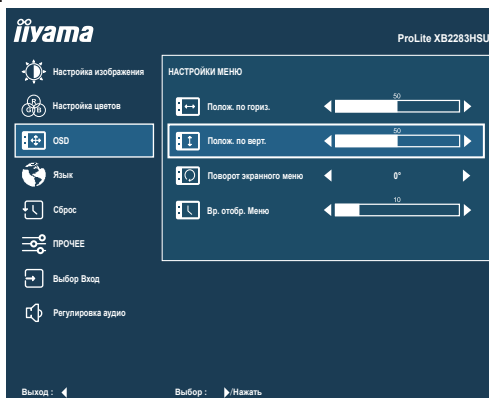 iiyama
ProLite XB2283HSU
Настройка изображения
Настройка цветов
R
G B
OSD
Язык
Сброс
ПРОЧЕЕ
Выбор Вход
Регулировка аудио
НАСТРОЙКИ МЕНЮ
Полож. по гориз.
50
Полож. по верт.
50
Поворот экранного меню
0°
Вр. отобр. Меню
10
Выход :
Выбор : /Нажать